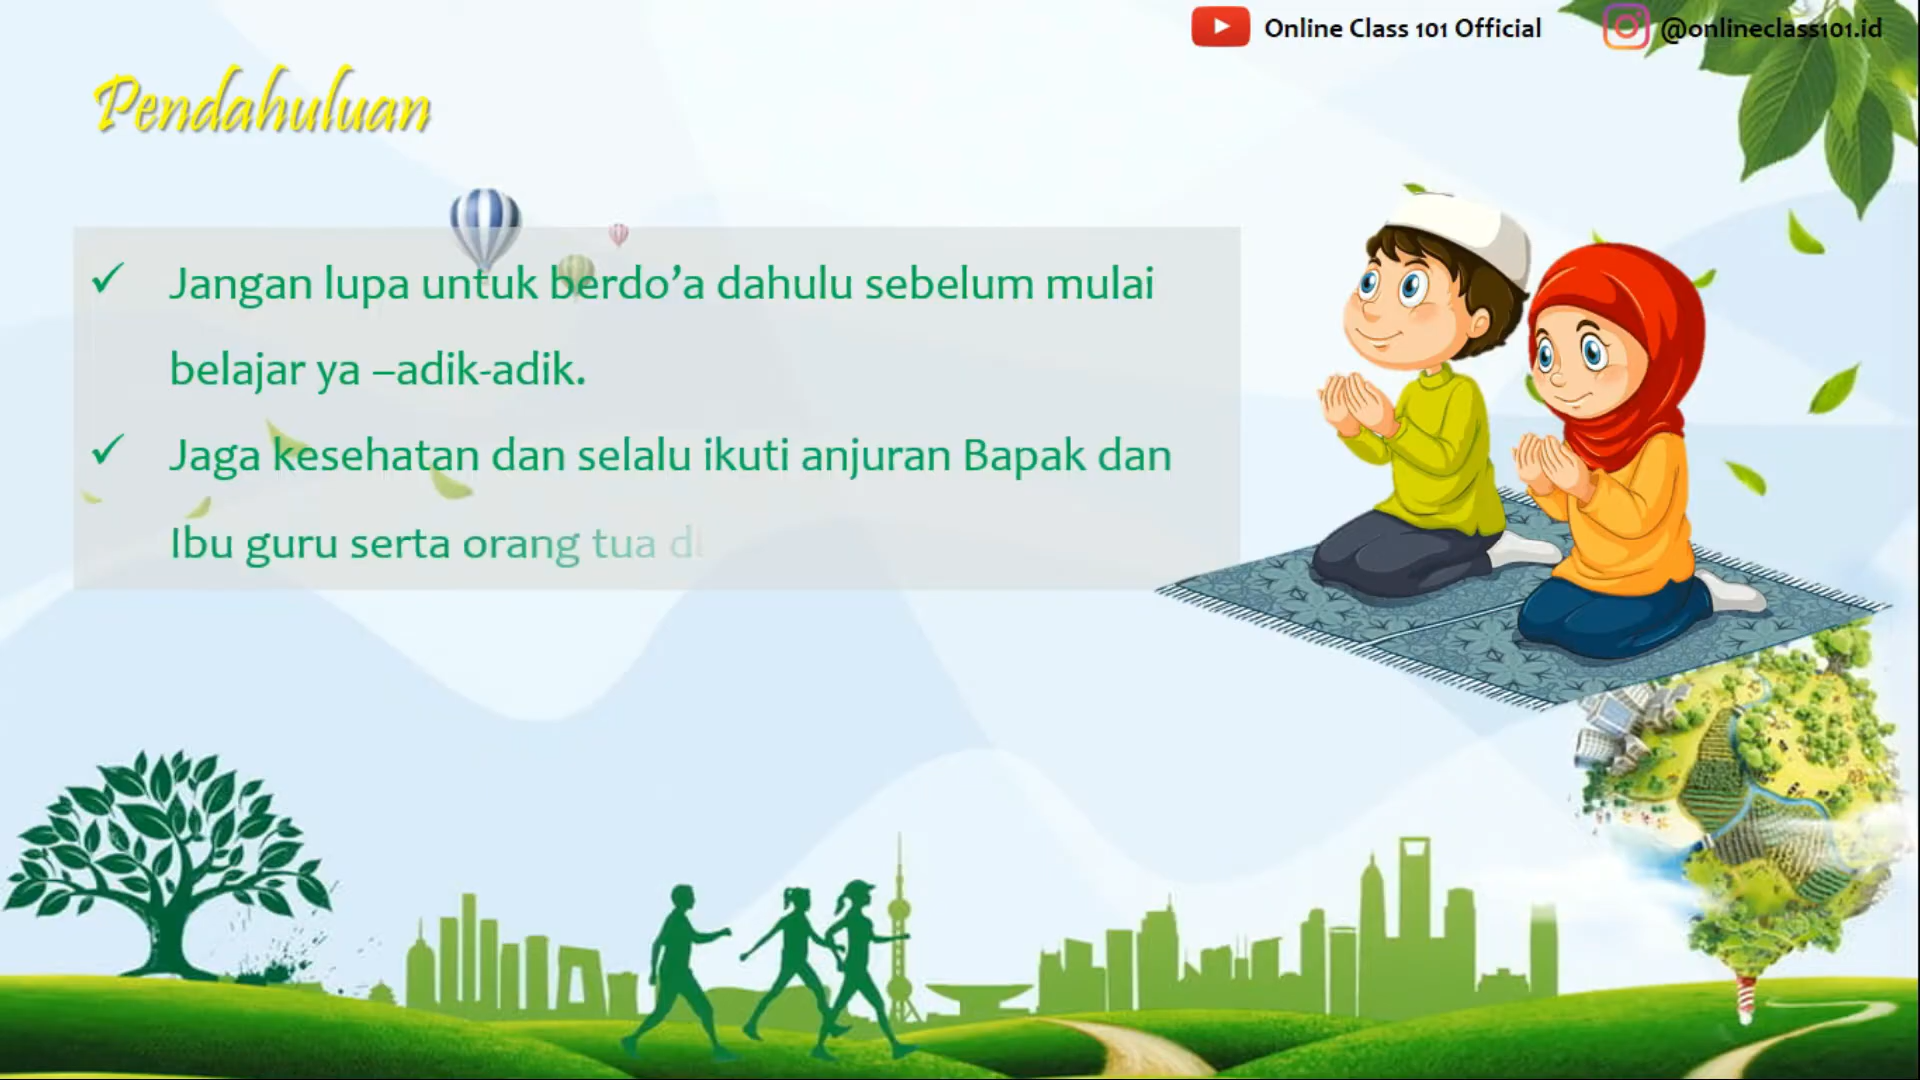 Online Class 101 Official
@onlineclass101.id
Pendahuluan
✓ Jangan lupa untuk berdo’a dahulu sebelum mulai
belajar ya –adik-adik.
✓ Jaga kesehatan dan selalu ikuti anjuran Bapak dan
Ibu guru serta orang tua